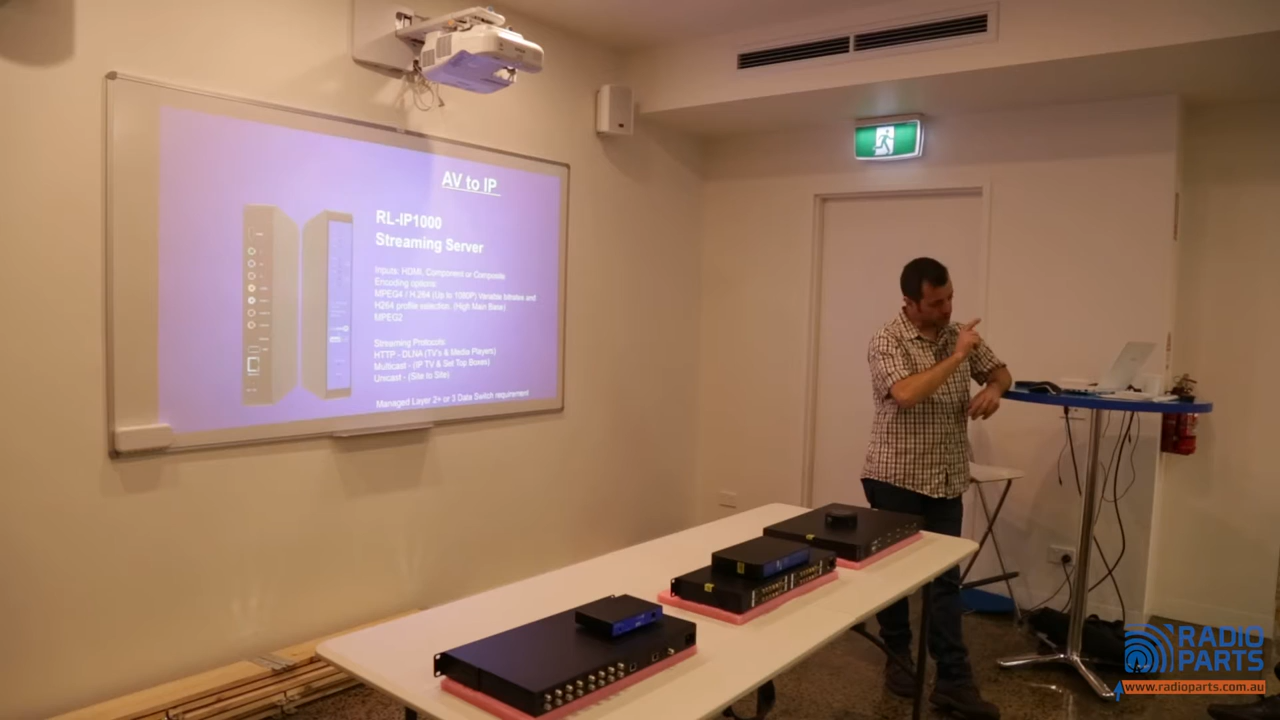 AV to IP
RL-IP1000
Streaming Server
Inputs: HDMI, Component or Composite
Encoding options:
MPEG4 / H.264 (Up to 1080P) Variable bitrates and
H264 profile selection. (High Main Base)
MPEG2
Streaming Protocols
HTTP - DLNA (TV's & Media Players)
Multicast - (IP TV & Set Top Boxes)
Unicast - (Site to Site)
Managed Layer 2+ or 3 Data Switch requirement
RADIO
PARTS
www.radioparts.com.au